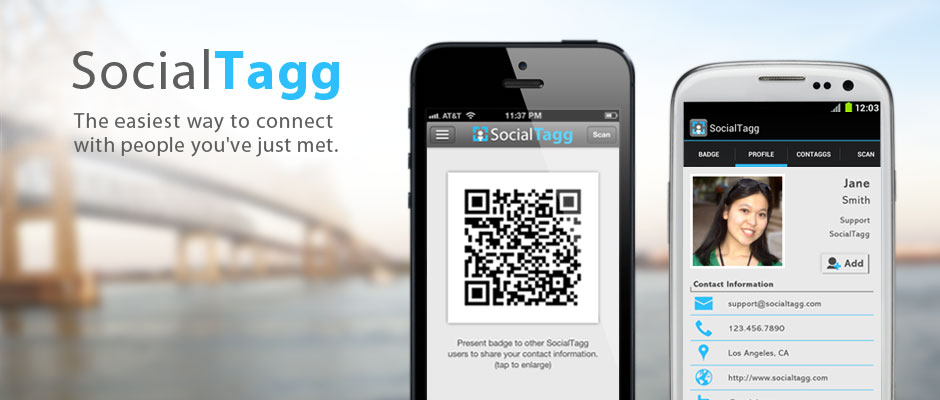 SocialTagg
The easiest way to connect
with people you've just met.
AT&T 11:37 PM
SocialTagg Scan
Present badge to other SocialTagg
users to share your contact information.
(tap to enlarge)
12:03
SocialTagg
BADGE PROFILE CONTAGGS SCAN
Jane
Smith
Support
SocialTagg
Add
Contact Information
support@socialtagg.com
123.456.7890
Los Angeles, CA
http://www.socialtagg.com